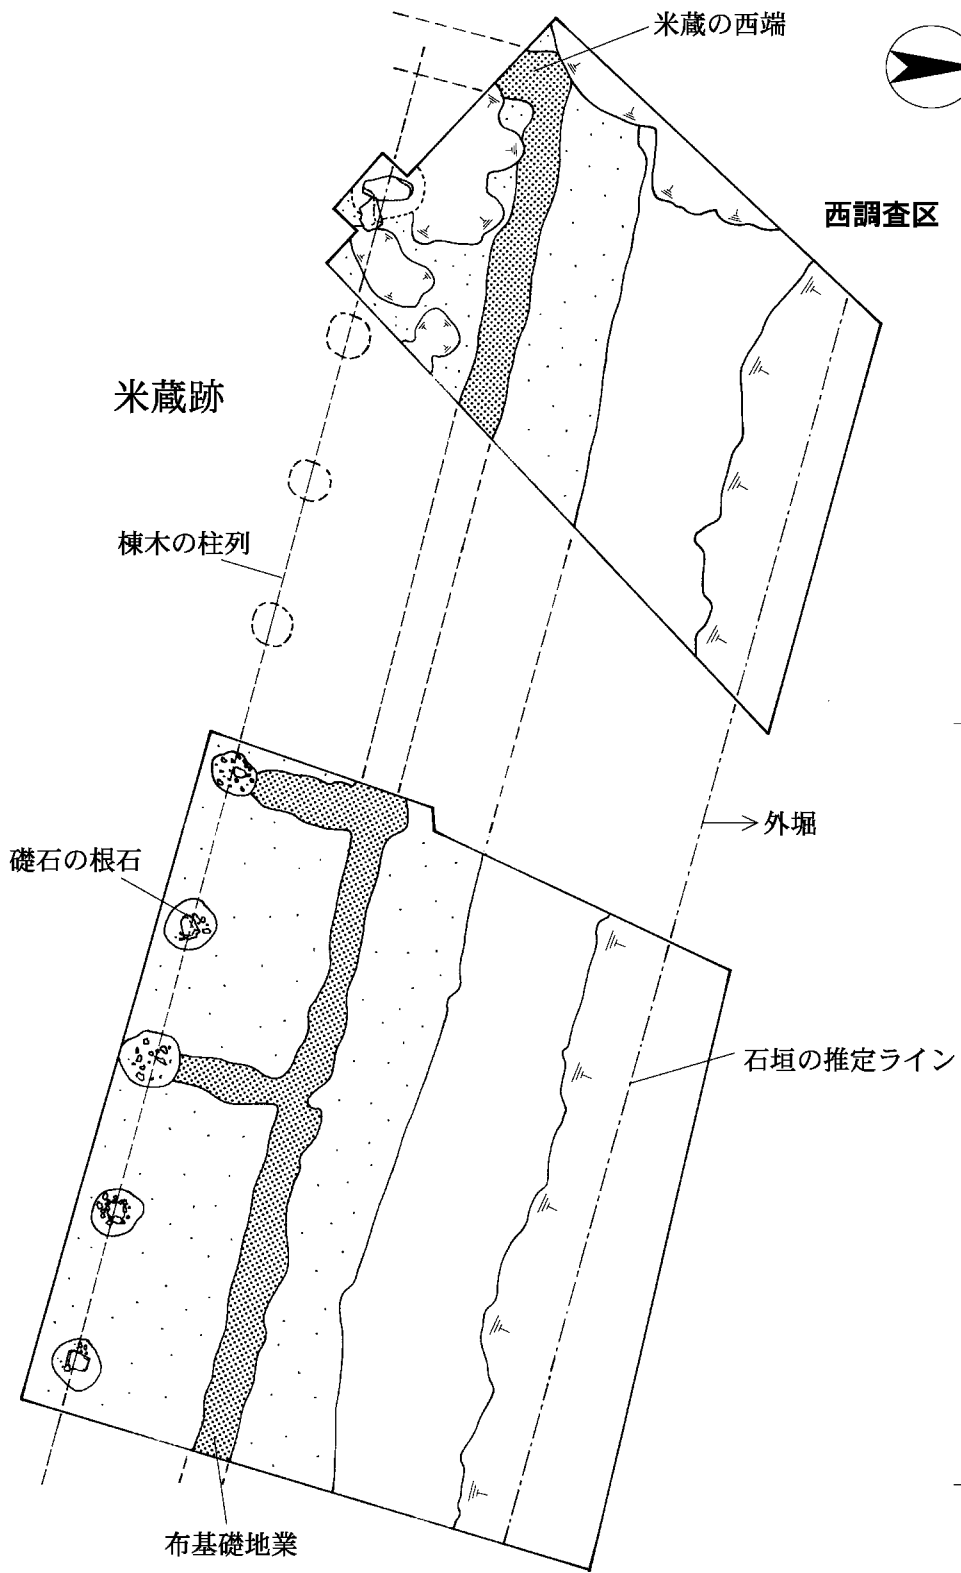 米蔵の西端
西調査区
米蔵跡
棟木の柱列
外堀
礎石の根石
石垣の推定ライン
布基礎地業